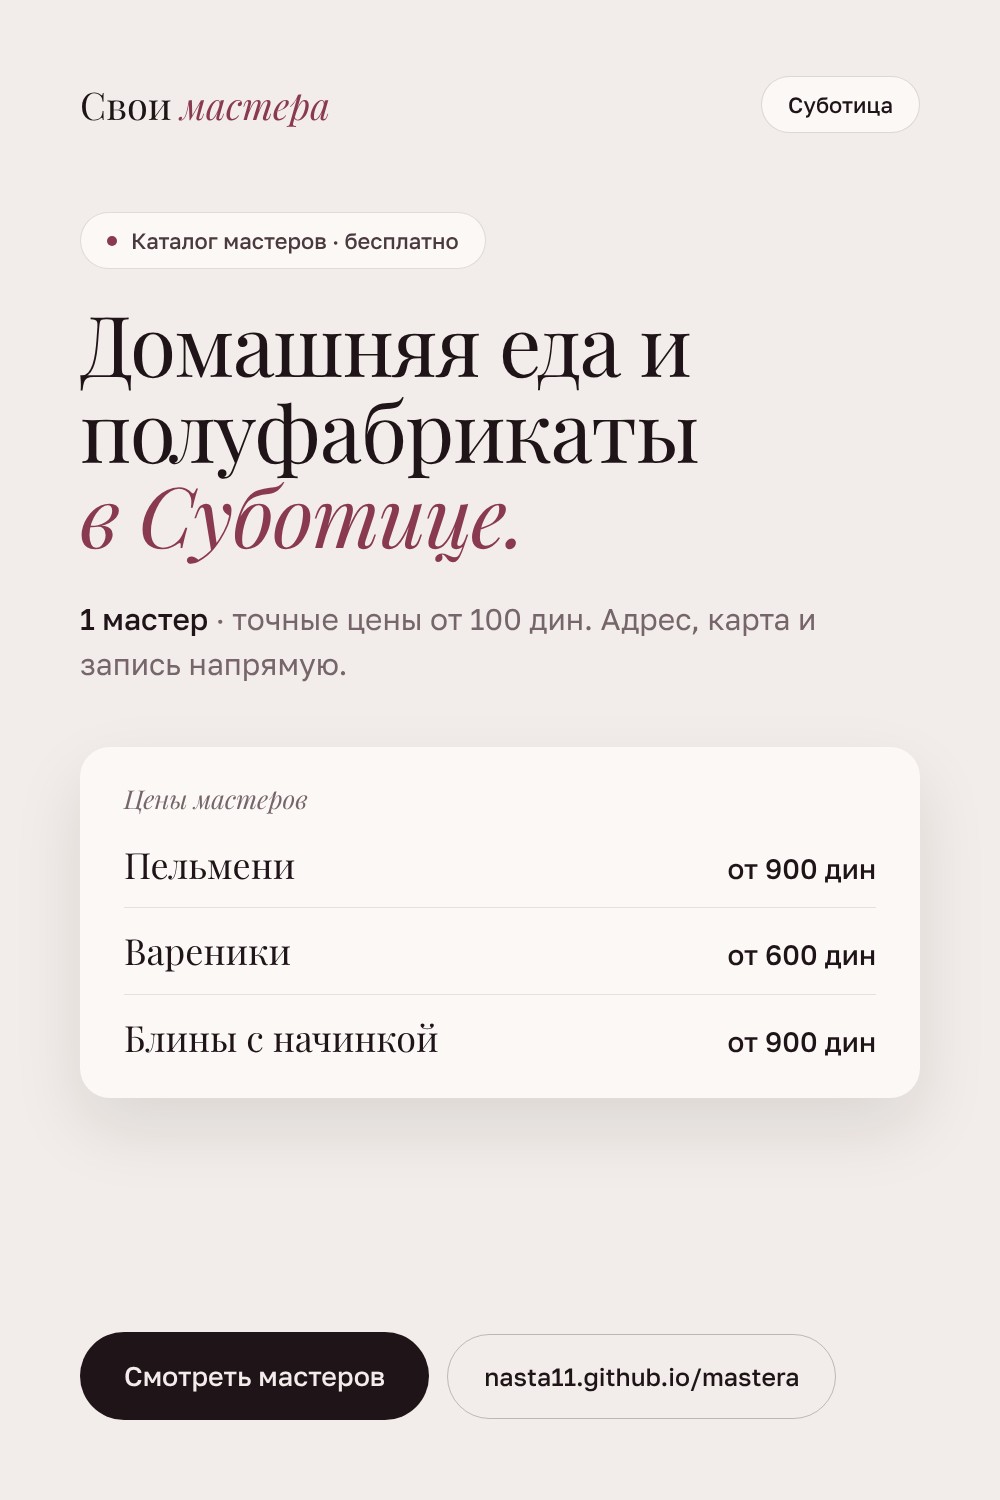 Свои мастера
Суботица
Каталог мастеров · бесплатно
Домашняя еда и
полуфабрикаты
в Суботице.
1 мастер · точные цены от 100 дин. Адрес, карта и
запись напрямую.
Цены мастеров
Пельмени от 900 дин
Вареники от 600 дин
Блины с начинкой от 900 дин
Смотреть мастеров
nasta11.github.io/mastera